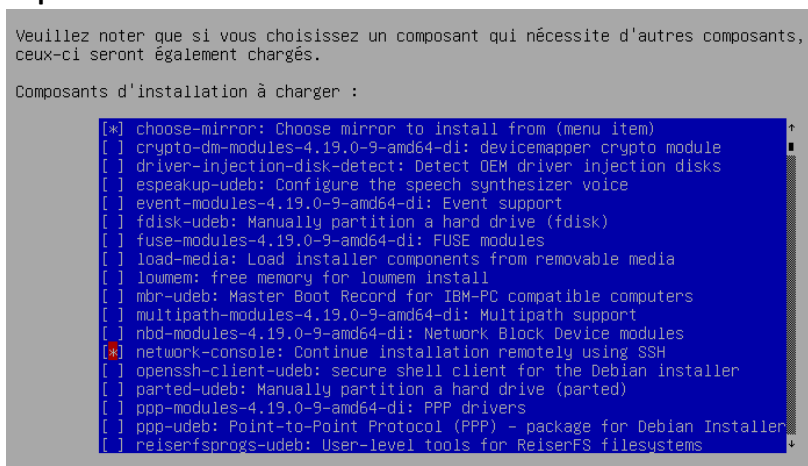 Veuillez noter que si vous choisissez un composant qui nécessite d'autres composants,
ceux-ci seront également chargés.
Composants d'installation à charger :
[*] choose-mirror: Choose mirror to install from (menu item)
[ ] crypto-dm-modules-4.19.0-9-amd64-di: devicemapper crypto module
[ ] driver-injection-disk-detect: Detect OEM driver injection disks
[ ] espeakup-udeb: Configure the speech synthesizer voice
[ ] event-modules-4.19.0-9-amd64-di: Event support
[ ] fdisk-udeb: Manually partition a hard drive (fdisk)
[ ] fuse-modules-4.19.0-9-amd64-di: FUSE modules
[ ] load-media: Load installer components from removable media
[ ] lowmem: free memory for lowmem install
[ ] mbr-udeb: Master Boot Record for IBM-PC compatible computers
[ ] multipath-modules-4.19.0-9-amd64-di: Multipath support
[ ] nbd-modules-4.19.0-9-amd64-di: Network Block Device modules
[*] network-console: Continue installation remotely using SSH
[ ] openssh-client-udeb: secure shell client for the Debian installer
[ ] parted-udeb: Manually partition a hard drive (parted)
[ ] ppp-modules-4.19.0-9-amd64-di: PPP drivers
[ ] ppp-udeb: Point-to-Point Protocol (PPP) - package for Debian Installer
[ ] reiserfsprogs-udeb: User-level tools for ReiserFS filesystems